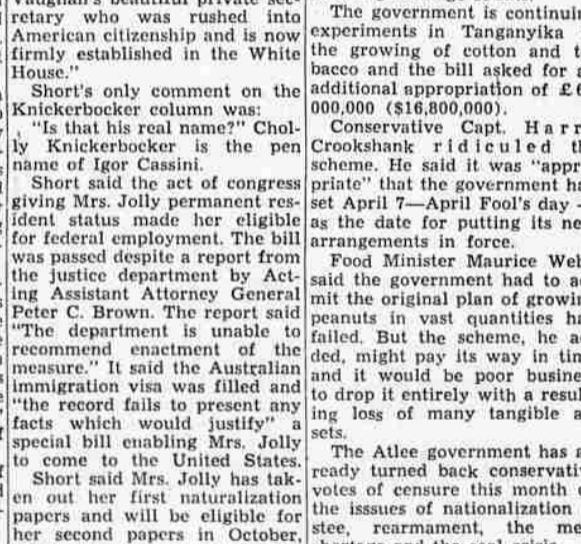 Vaughan's beautiful private sec-
retary who was rushed into
American citizenship and is now
firmly established in the White
House."
Short's only comment on the
Knickerbocker column was:
"Is that his real name?" Chol-
ly Knickerbocker is the pen
name of Igor Cassini.
Short said the act of congress
giving Mrs. Jolly permanent res-
ident status made her eligible
for federal employment. The bill
was passed despite a report from
the justice department by Act-
ing Assistant Attorney General
Peter C. Brown. The report said
"The department is unable to
recommend enactment of the
measure." It said the Australian
immigration visa was filled and
"the record fails to present any
facts which would justify" a
special bill enabling Mrs. Jolly
to come to the United States.
Short said Mrs. Jolly has tak-
en out her first naturalization
papers and will be eligible for
her second papers in October,
The government is continuin
experiments in Tanganyika
the growing of cotton and t
bacco and the bill asked for a
additional appropriation of £6
000,000 ($16,800,000).
Conservative Capt. Harr
Crookshank ridiculed th
scheme. He said it was "appr
priate" that the government ha
set April 7—April Fool's day -
as the date for putting its ne
arrangements in force.
Food Minister Maurice Web
said the government had to a
mit the original plan of growin
peanuts in vast quantities ha
failed. But the scheme, he a
ded, might pay its way in tim
and it would be poor busine
to drop it entirely with a resul
ing loss of many tangible a
sets.
The Atlee government has a
ready turned back conservativ
votes of censure this month o
the isssues of nationalization
stee, rearmament, the me